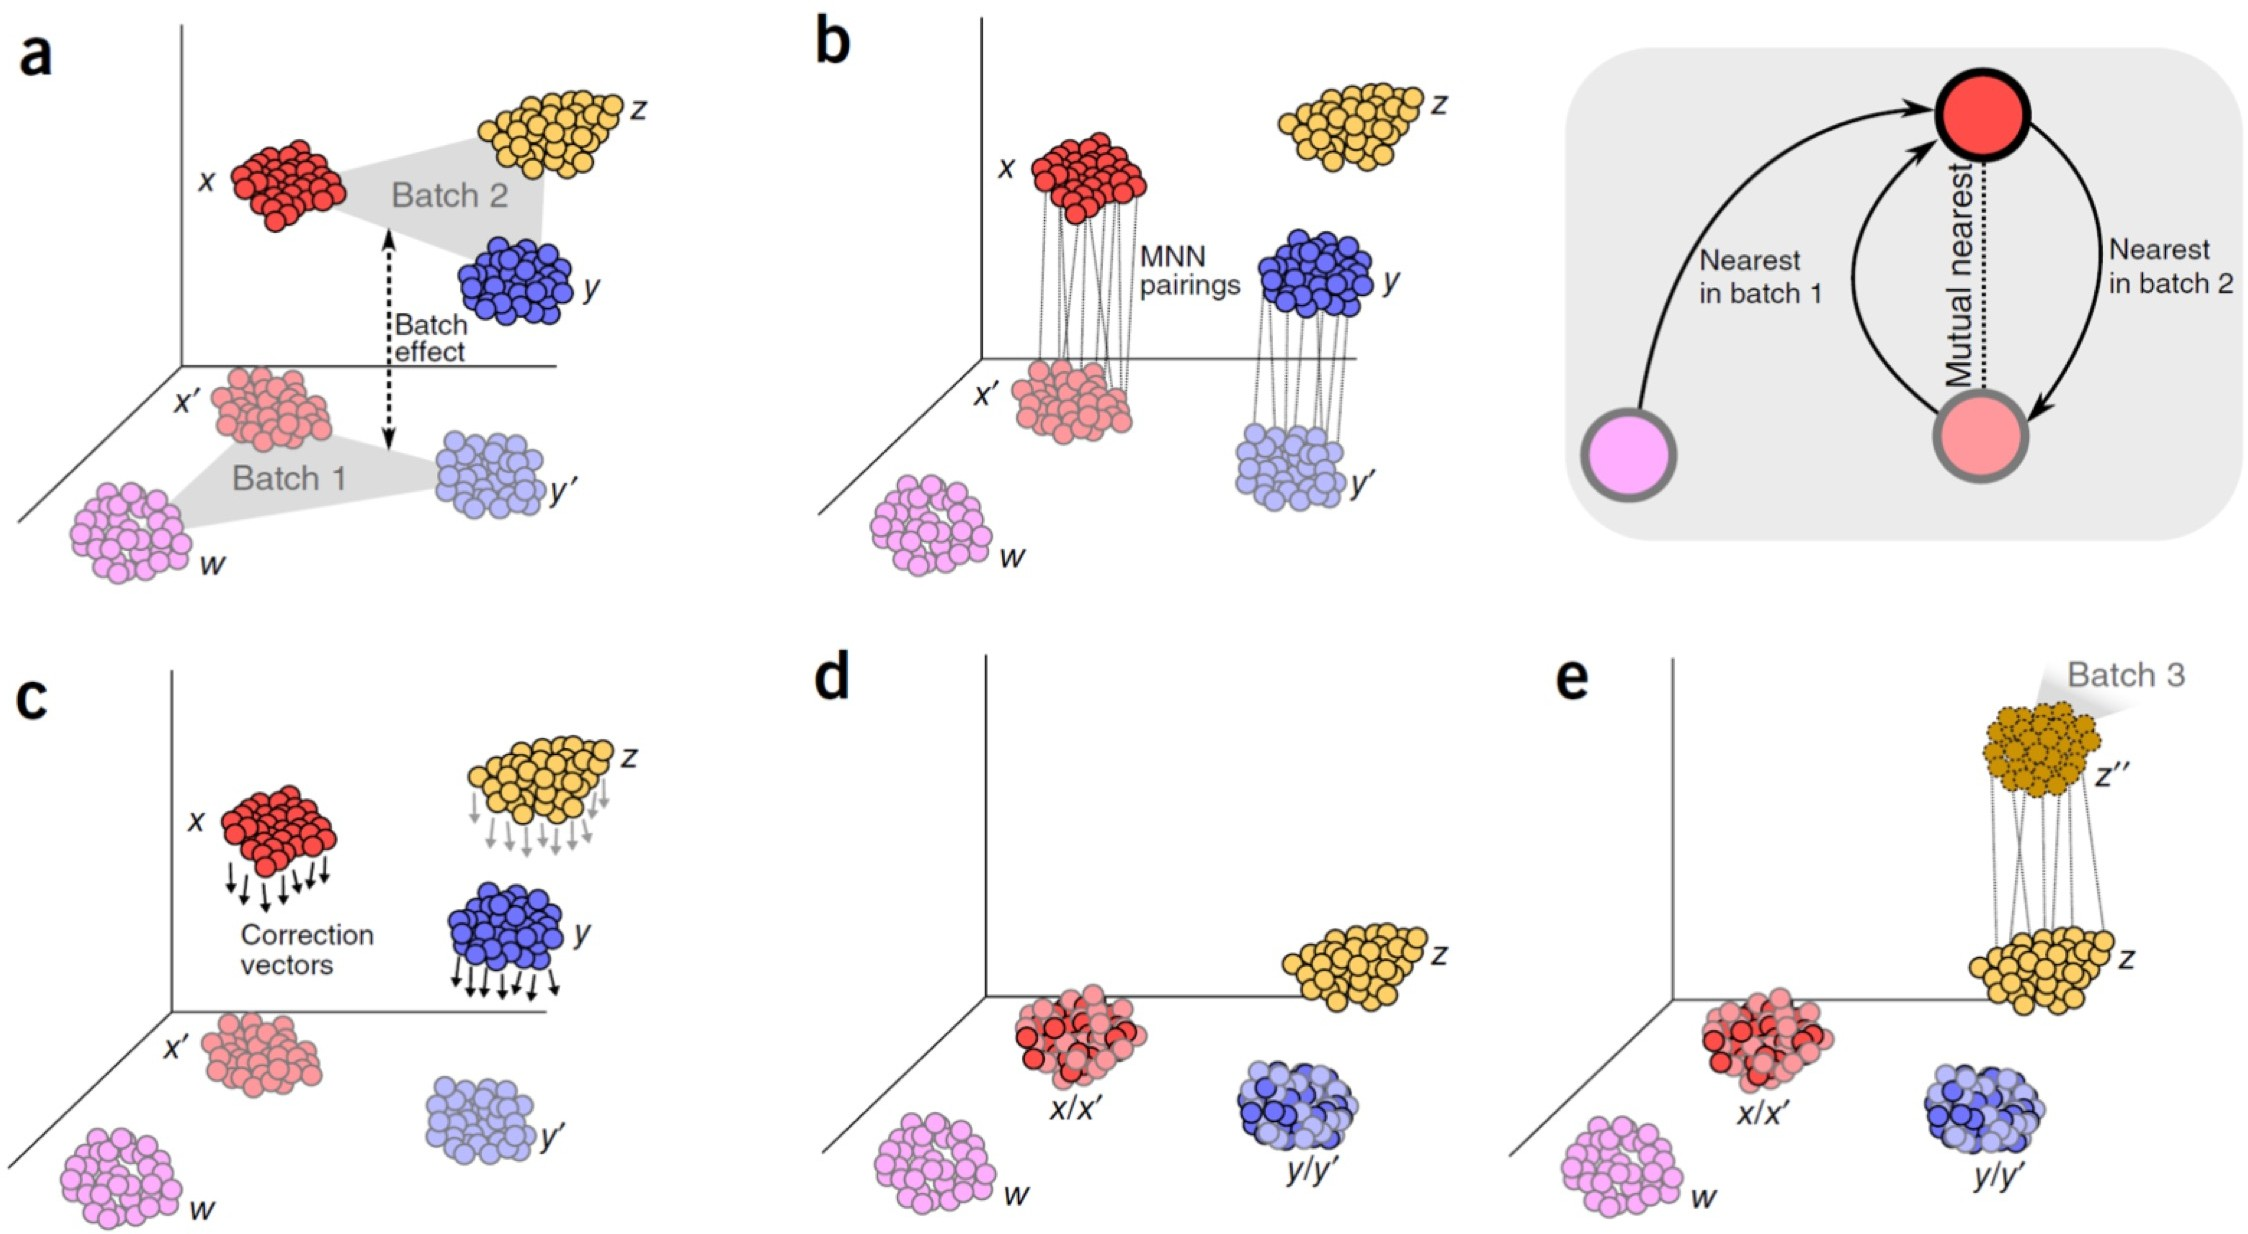 a
z
x
Batch 2
y
Batch
effect
x′
Batch 1
y′
w
b
z
x
MNN
pairings
y
x′
y′
w
Nearest
in batch 1
Mutual nearest
Nearest
in batch 2
c
z
x
y
Correction
vectors
x′
y′
w
d
z
x/x′
y/y′
w
e
Batch 3
z′′
z
x/x′
y/y′
w